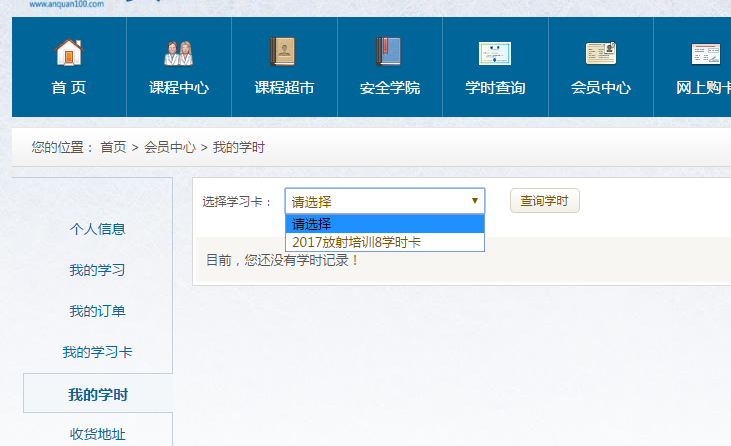 www.anquan100.com
首 页
课程中心
课程超市
安全学院
学时查询
会员中心
网上购卡
您的位置： 首页 > 会员中心 > 我的学时
个人信息
我的学习
我的订单
我的学习卡
我的学时
收货地址
选择学习卡： 请选择 查询学时
请选择
2017放射培训8学时卡
目前，您还没有学时记录！